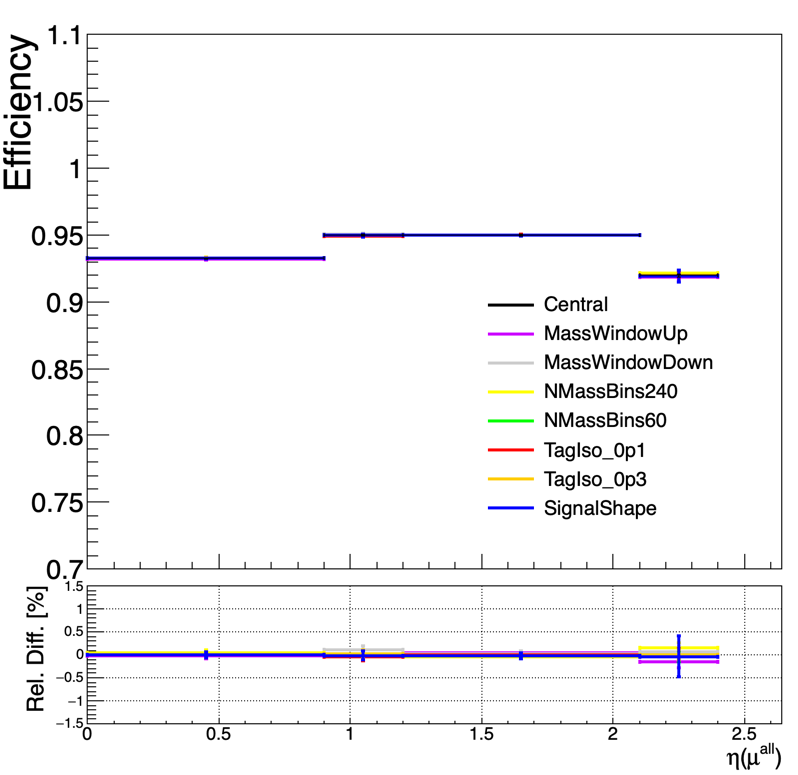 Efficiency
1.1
1.05
1
0.95
0.9
0.85
0.8
0.75
0.7
Central
MassWindowUp
MassWindowDown
NMassBins240
NMassBins60
TagIso_0p1
TagIso_0p3
SignalShape
Rel. Diff. [%]
1.5
1
0.5
0
−0.5
−1
−1.5
0 0.5 1 1.5 2 2.5
η(μ^all)